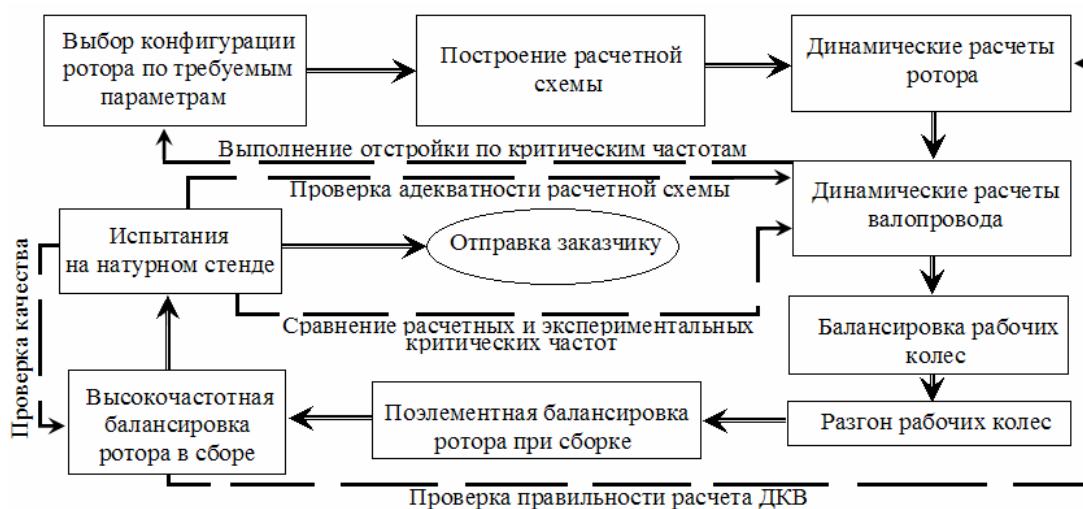 Выбор конфигурации
ротора по требуемым
параметрам
Построение расчетной
схемы
Динамические расчеты
ротора
Выполнение отстройки по критическим частотам
Проверка адекватности расчетной схемы
Динамические расчеты
валопровода
Испытания
на натурном стенде
Отправка заказчику
Проверка качества
Сравнение расчетных и экспериментальных
критических частот
Балансировка рабочих
колес
Высокочастотная
балансировка
ротора в сборе
Поэлементная балансировка
ротора при сборке
Разгон рабочих колес
Проверка правильности расчета ДКВ